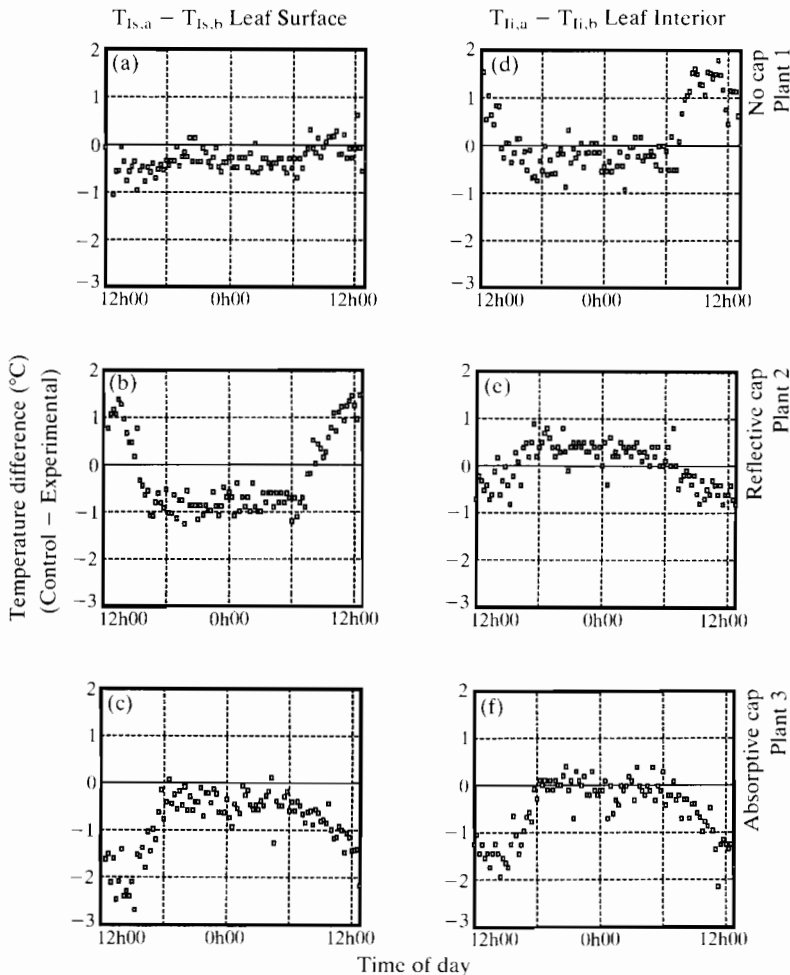 T_Is,a − T_Is,b Leaf Surface
T_Ii,a − T_Ii,b Leaf Interior
(a)
2
1
0
−1
−2
−3
12h00 0h00 12h00
(d)
2
1
0
−1
−2
−3
12h00 0h00 12h00
No cap
Plant 1
Temperature difference (°C)
(Control − Experimental)
(b)
2
1
0
−1
−2
−3
12h00 0h00 12h00
(e)
2
1
0
−1
−2
−3
12h00 0h00 12h00
Reflective cap
Plant 2
(c)
2
1
0
−1
−2
−3
12h00 0h00 12h00
(f)
2
1
0
−1
−2
−3
12h00 0h00 12h00
Absorptive cap
Plant 3
Time of day